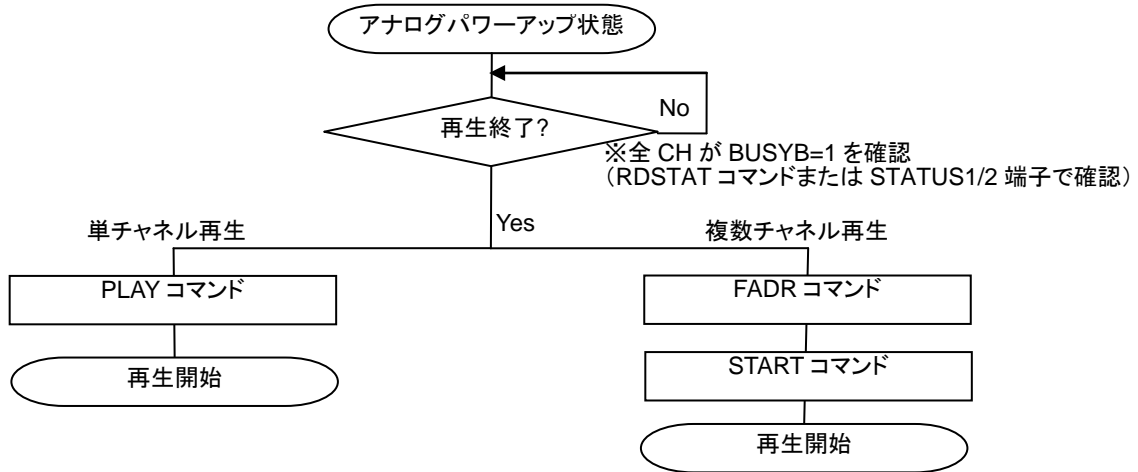 アナログパワーアップ状態
No
再生終了?
※全 CH が BUSYB=1 を確認
(RDSTAT コマンドまたは STATUS1/2 端子で確認)
Yes
単チャネル再生
複数チャネル再生
PLAY コマンド
FADR コマンド
再生開始
START コマンド
再生開始